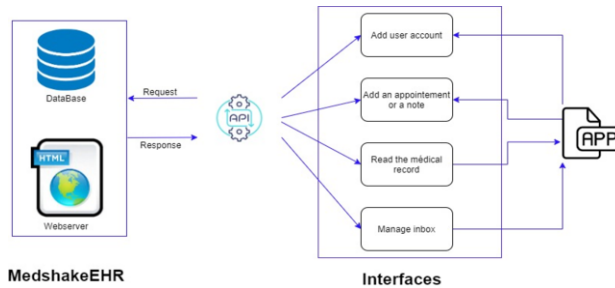 DataBase
HTML
Webserver
MedshakeEHR
Request
Response
API
Add user account
Add an appointement
or a note
Read the médical
record
Manage inbox
Interfaces
APP